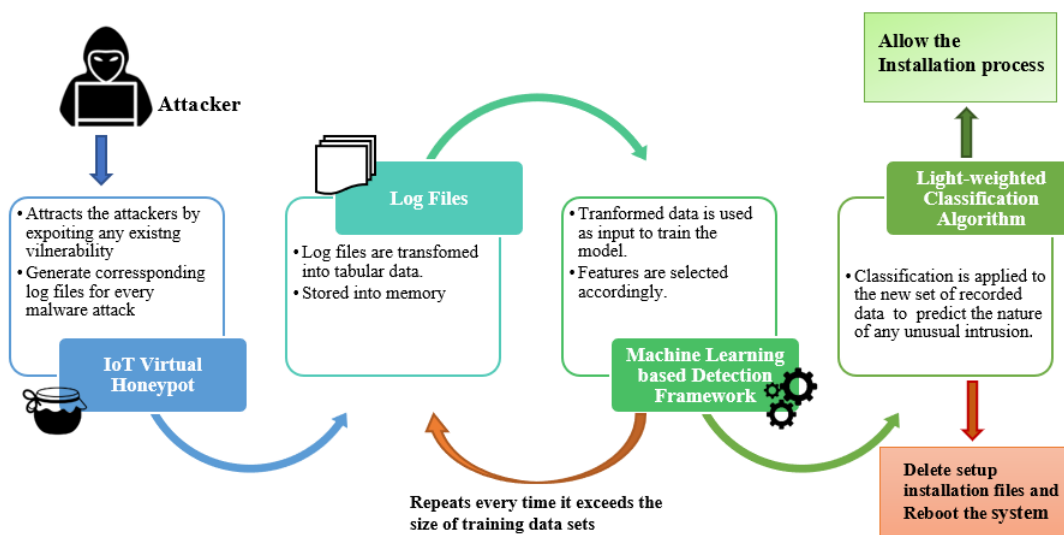 Attacker
• Attracts the attackers by
expoiting any existng
vilnerability
• Generate corressponding
log files for every
malware attack
IoT Virtual
Honeypot
Log Files
• Log files are transfomed
into tabular data.
• Stored into memory
• Tranformed data is used
as input to train the
model.
• Features are selected
accordingly.
Machine Learning
based Detection
Framework
Repeats every time it exceeds the
size of training data sets
Allow the
Installation process
Light-weighted
Classification
Algorithm
• Classification is applied to
the new set of recorded
data to predict the nature
of any unusual intrusion.
Delete setup
installation files and
Reboot the system